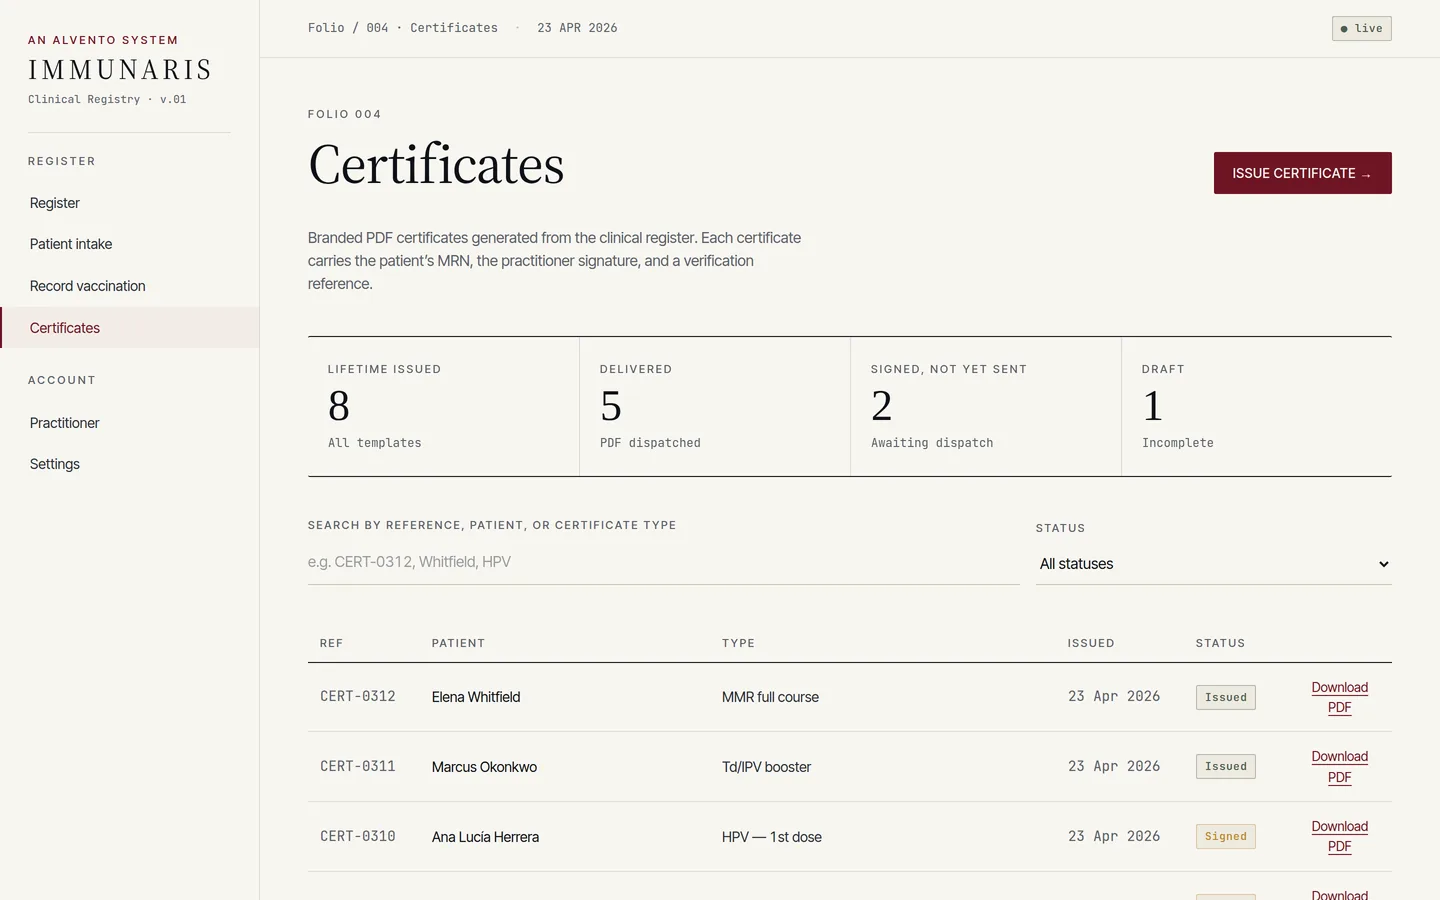 AN ALVENTO SYSTEM
IMMUNARIS
Clinical Registry · v.01
REGISTER
Register
Patient intake
Record vaccination
Certificates
ACCOUNT
Practitioner
Settings
Folio / 004 · Certificates · 23 APR 2026
● live
FOLIO 004
Certificates
ISSUE CERTIFICATE →
Branded PDF certificates generated from the clinical register. Each certificate
carries the patient’s MRN, the practitioner signature, and a verification
reference.
LIFETIME ISSUED
8
All templates
DELIVERED
5
PDF dispatched
SIGNED, NOT YET SENT
2
Awaiting dispatch
DRAFT
1
Incomplete
SEARCH BY REFERENCE, PATIENT, OR CERTIFICATE TYPE
e.g. CERT-0312, Whitfield, HPV
STATUS
All statuses
REF PATIENT TYPE ISSUED STATUS
CERT-0312 Elena Whitfield MMR full course 23 Apr 2026 Issued Download
PDF
CERT-0311 Marcus Okonkwo Td/IPV booster 23 Apr 2026 Issued Download
PDF
CERT-0310 Ana Lucía Herrera HPV — 1st dose 23 Apr 2026 Signed Download
PDF
Download